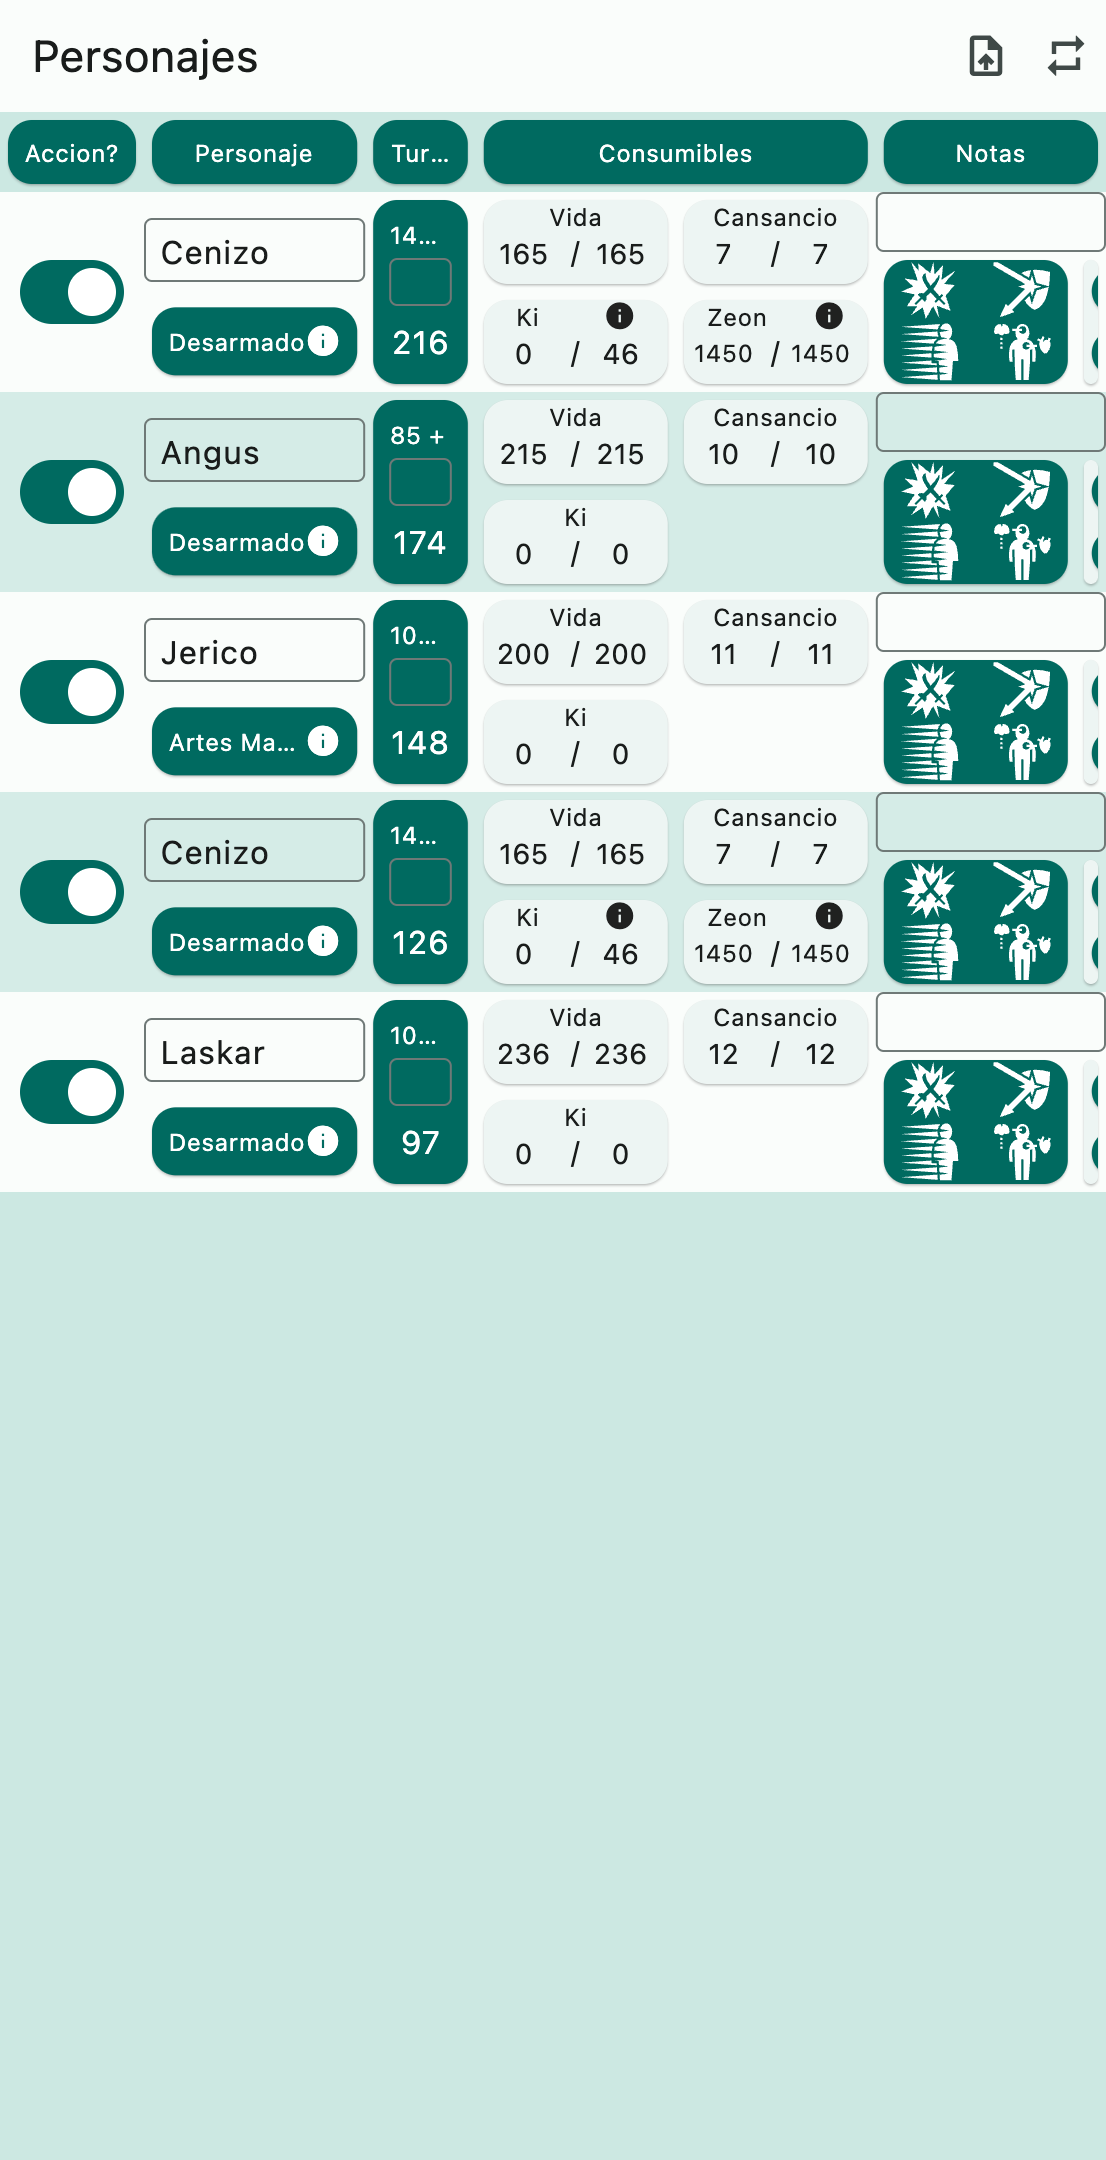 Personajes
Accion? Personaje Tur... Consumibles Notas
Cenizo 14... Vida Cansancio
165 / 165 7 / 7
Desarmado 216 Ki Zeon
0 / 46 1450 / 1450
Angus 85 + Vida Cansancio
215 / 215 10 / 10
Desarmado 174 Ki
0 / 0
Jerico 10... Vida Cansancio
200 / 200 11 / 11
Artes Ma... 148 Ki
0 / 0
Cenizo 14... Vida Cansancio
165 / 165 7 / 7
Desarmado 126 Ki Zeon
0 / 46 1450 / 1450
Laskar 10... Vida Cansancio
236 / 236 12 / 12
Desarmado 97 Ki
0 / 0